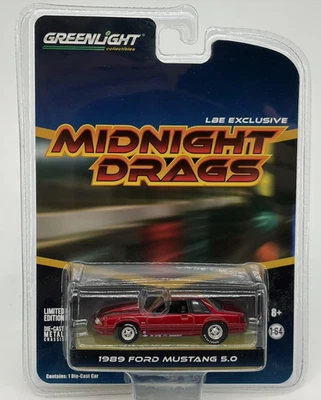 GREENLIGHT
collectibles
LBE EXCLUSIVE
MIDNIGHT
DRAGS
LIMITED
EDITION
DIE-CAST
METAL
CHASSIS
8+
1:64
1989 FORD MUSTANG 5.0
Contains: 1 Die-Cast Car